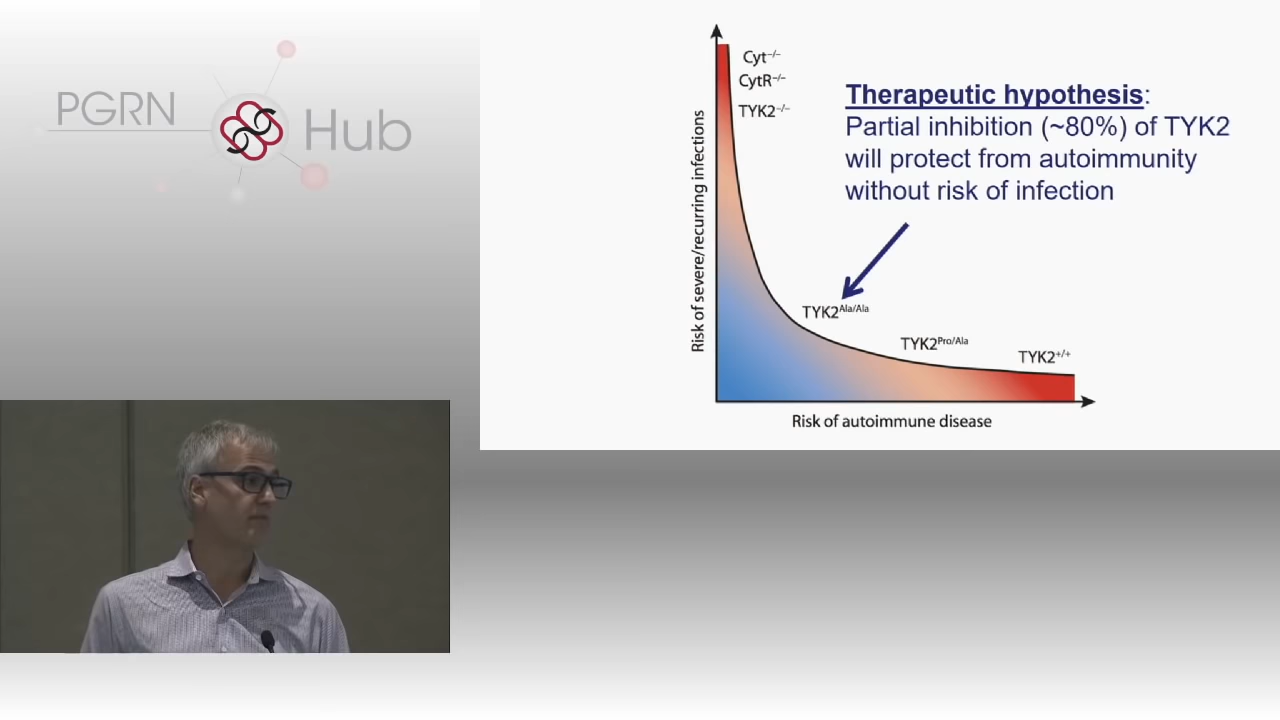 PGRN
Hub
Cyt⁻/⁻
CytR⁻/⁻
TYK2⁻/⁻
Therapeutic hypothesis:
Partial inhibition (~80%) of TYK2
will protect from autoimmunity
without risk of infection
Risk of severe/recurring infections
TYK2Ala/Ala
TYK2Pro/Ala
TYK2+/+
Risk of autoimmune disease